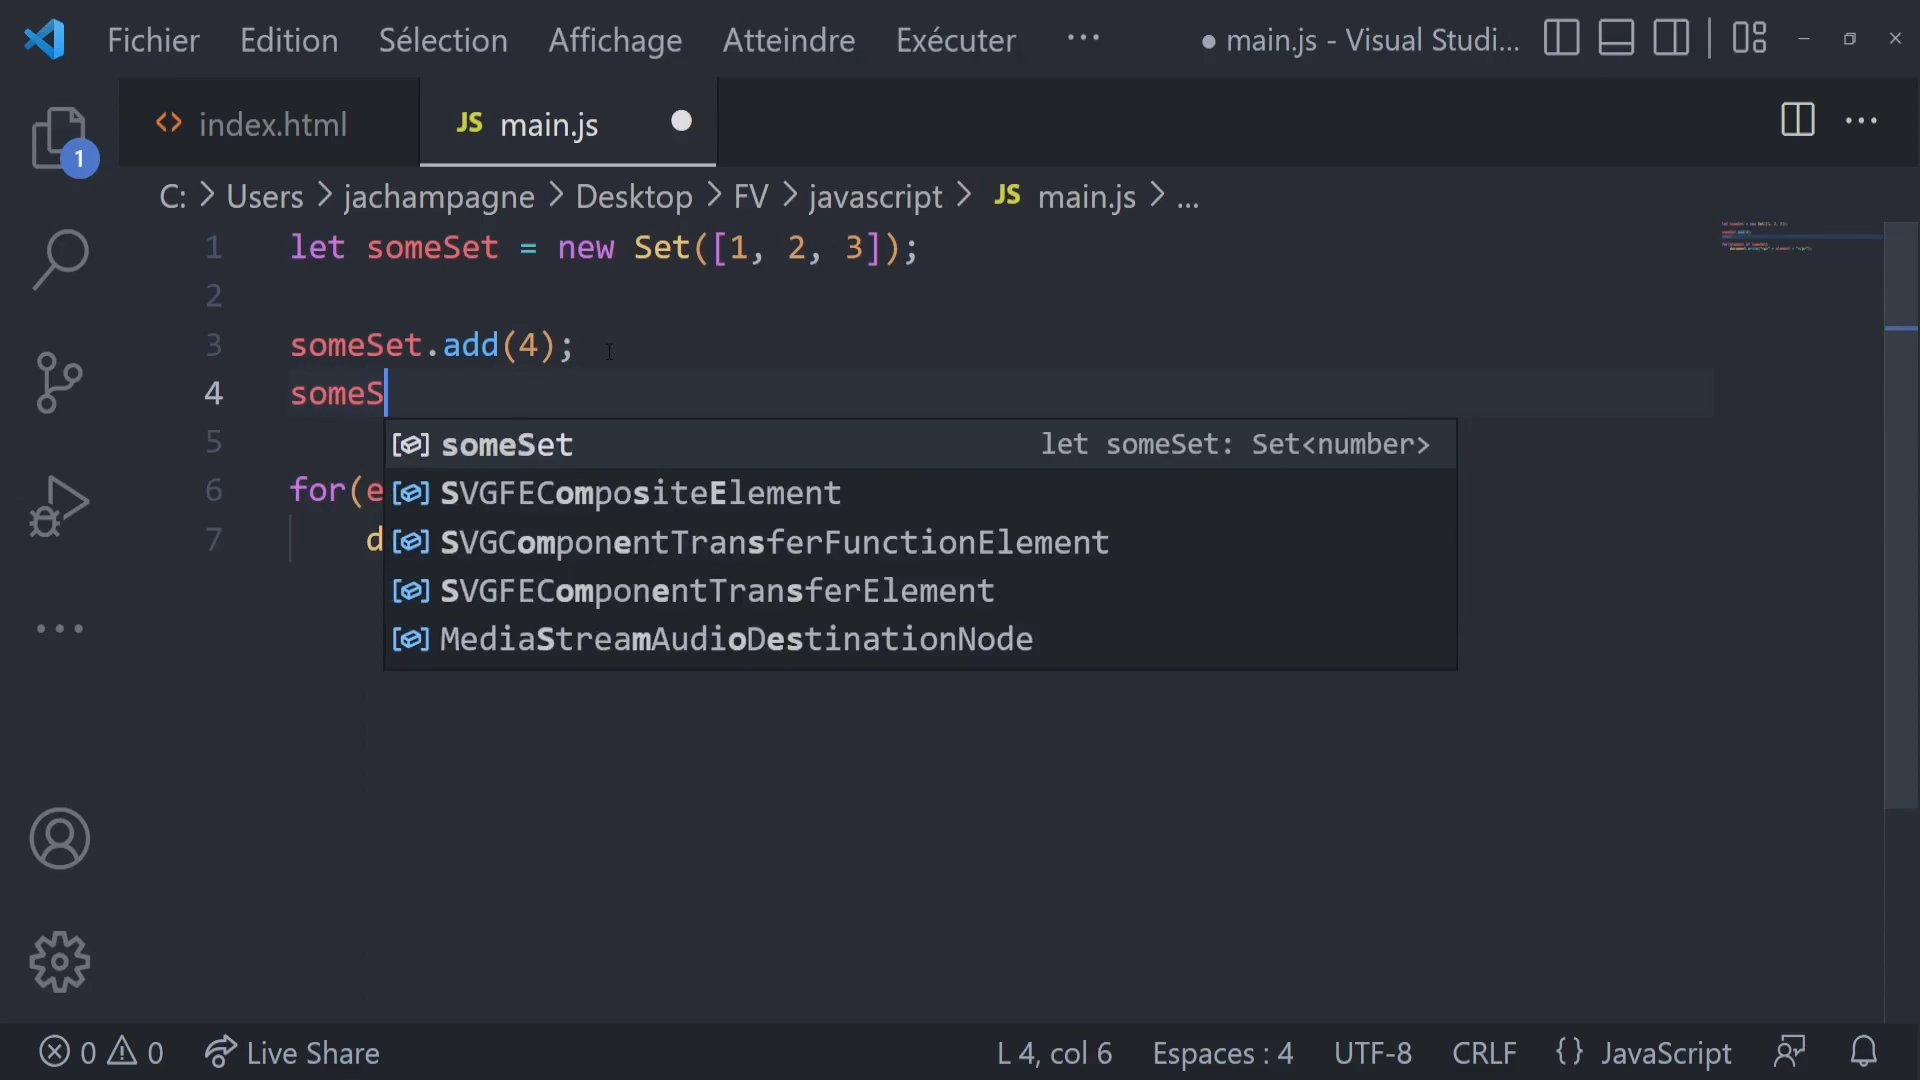 Fichier Edition Sélection Affichage Atteindre Exécuter ··· ● main.js - Visual Studi...
1
index.html
JS main.js
C: > Users > jachampagne > Desktop > FV > javascript > JS main.js > ...
1 let someSet = new Set([1, 2, 3]);
2
3 someSet.add(4);
4 someS
5
6 for(e
7 d
someSet let someSet: Set<number>
SVGFECompositeElement
SVGComponentTransferFunctionElement
SVGFEComponentTransferElement
MediaStreamAudioDestinationNode
0 0 Live Share L 4, col 6 Espaces : 4 UTF-8 CRLF {} JavaScript